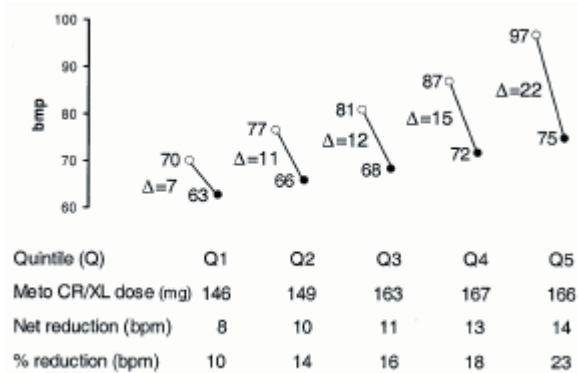 100
97
90
87
Δ=22
81
80
77
Δ=15
75
Δ=12
72
70
70
Δ=11
68
66
Δ=7
63
60
bmp
Quintile (Q) Q1 Q2 Q3 Q4 Q5
Meto CR/XL dose (mg) 146 149 163 167 166
Net reduction (bpm) 8 10 11 13 14
% reduction (bpm) 10 14 16 18 23